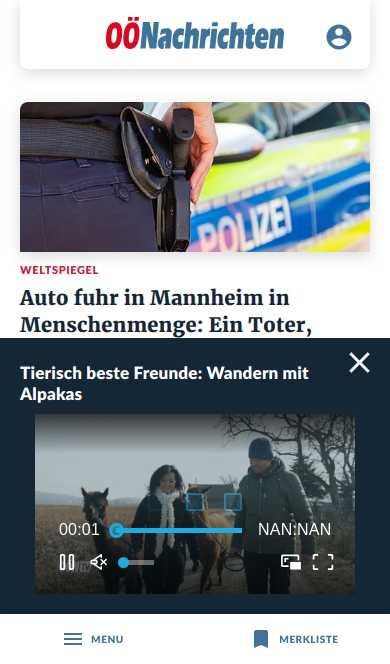 OÖNachrichten
POLIZEI
WELTSPIEGEL
Auto fuhr in Mannheim in
Menschenmenge: Ein Toter,
Tierisch beste Freunde: Wandern mit
Alpakas
00:01
NAN:NAN
MENU
MERKLISTE